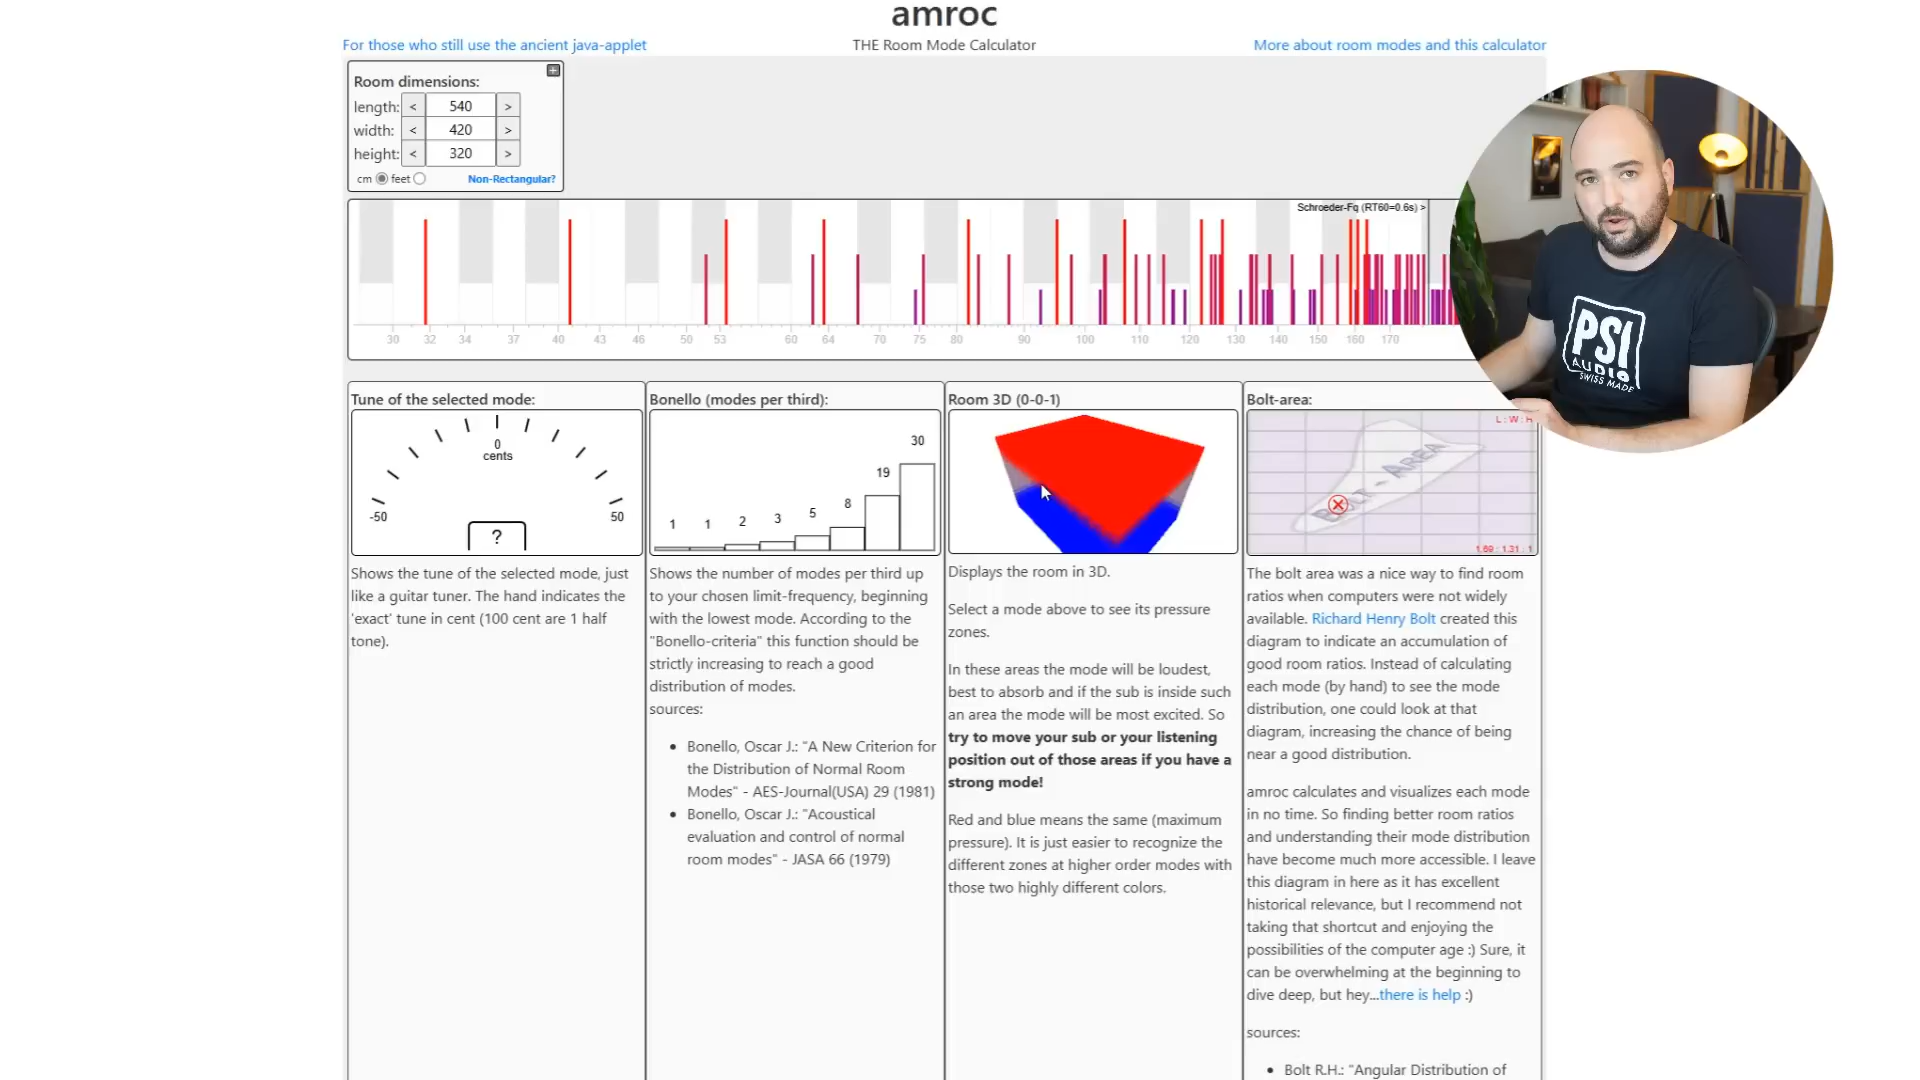 amroc
For those who still use the ancient java-applet
THE Room Mode Calculator
More about room modes and this calculator
Room dimensions:
length: < 540 >
width: < 420 >
height: < 320 >
cm feet Non-Rectangular?
Schroeder-Fq (RT60=0.6s) >
30 32 34 37 40 43 46 50 53 60 64 70 75 80 90 100 110 120 130 140 150 160 170
PSI
AUDIO
SWISS MADE
Tune of the selected mode:
0
cents
-50
50
?
Shows the tune of the selected mode, just
like a guitar tuner. The hand indicates the
'exact' tune in cent (100 cent are 1 half
tone).
Bonello (modes per third):
1 1 2 3 5 8 19 30
Shows the number of modes per third up
to your chosen limit-frequency, beginning
with the lowest mode. According to the
"Bonello-criteria" this function should be
strictly increasing to reach a good
distribution of modes.
sources:
• Bonello, Oscar J.: "A New Criterion for
the Distribution of Normal Room
Modes" - AES-Journal(USA) 29 (1981)
• Bonello, Oscar J.: "Acoustical
evaluation and control of normal
room modes" - JASA 66 (1979)
Room 3D (0-0-1)
Displays the room in 3D.
Select a mode above to see its pressure
zones.
In these areas the mode will be loudest,
best to absorb and if the sub is inside such
an area the mode will be most excited. So
try to move your sub or your listening
position out of those areas if you have a
strong mode!
Red and blue means the same (maximum
pressure). It is just easier to recognize the
different zones at higher order modes with
those two highly different colors.
Bolt-area:
L : W : H
BOLT - AREA
1.69 : 1.31 : 1
The bolt area was a nice way to find room
ratios when computers were not widely
available. Richard Henry Bolt created this
diagram to indicate an accumulation of
good room ratios. Instead of calculating
each mode (by hand) to see the mode
distribution, one could look at that
diagram, increasing the chance of being
near a good distribution.
amroc calculates and visualizes each mode
in no time. So finding better room ratios
and understanding their mode distribution
have become much more accessible. I leave
this diagram in here as it has excellent
historical relevance, but I recommend not
taking that shortcut and enjoying the
possibilities of the computer age :) Sure, it
can be overwhelming at the beginning to
dive deep, but hey...there is help :)
sources:
• Bolt R.H.: "Angular Distribution of